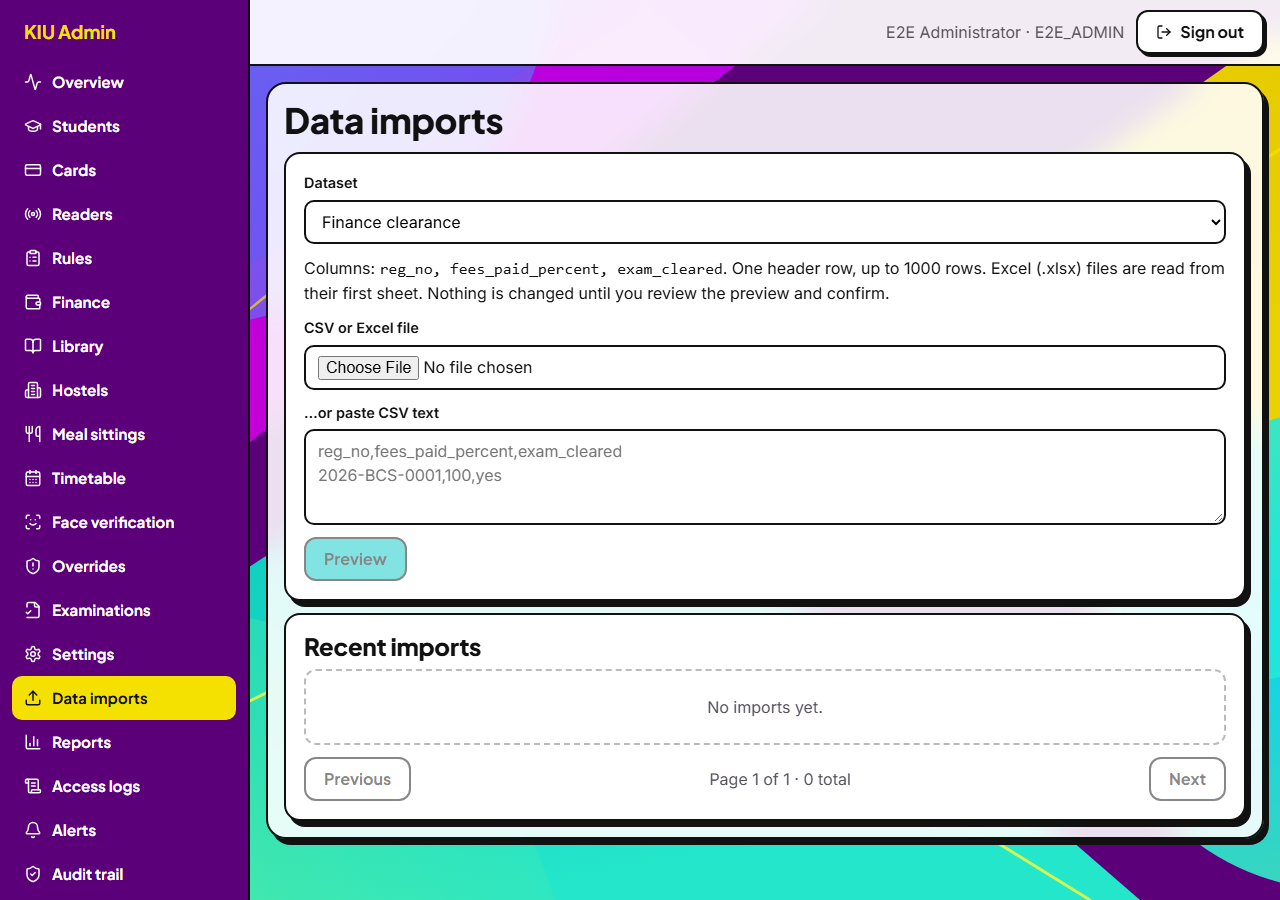 KIU Admin
Overview
Students
Cards
Readers
Rules
Finance
Library
Hostels
Meal sittings
Timetable
Face verification
Overrides
Examinations
Settings
Data imports
Reports
Access logs
Alerts
Audit trail
E2E Administrator · E2E_ADMIN
Sign out
Data imports
Dataset
Finance clearance
Columns: reg_no, fees_paid_percent, exam_cleared. One header row, up to 1000 rows. Excel (.xlsx) files are read from
their first sheet. Nothing is changed until you review the preview and confirm.
CSV or Excel file
Choose File No file chosen
...or paste CSV text
reg_no,fees_paid_percent,exam_cleared
2026-BCS-0001,100,yes
Preview
Recent imports
No imports yet.
Previous
Page 1 of 1 · 0 total
Next